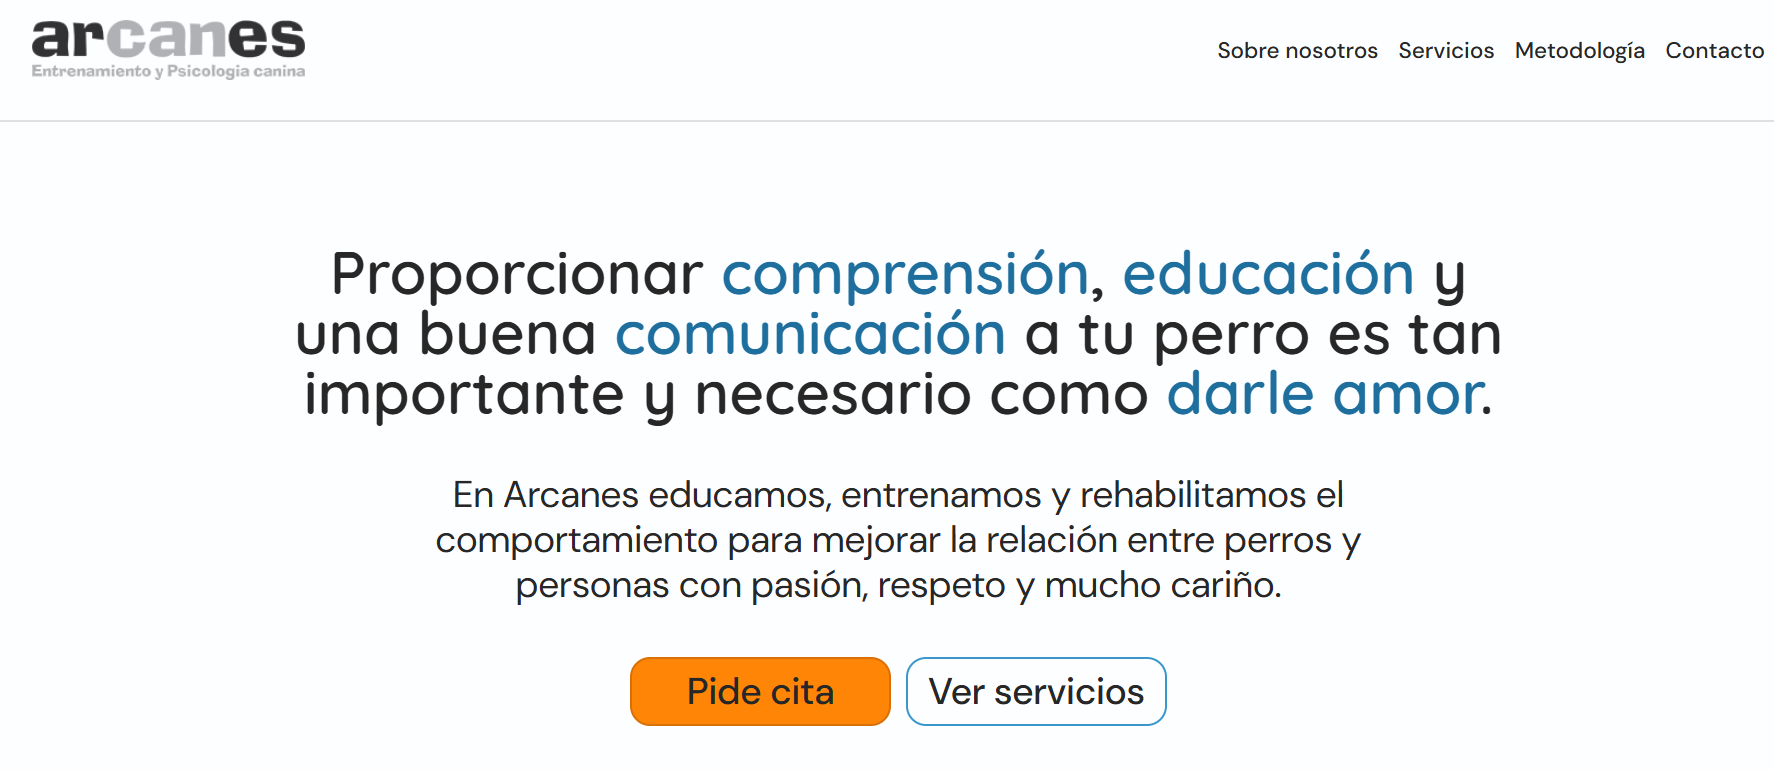 arcanes
Entrenamiento y Psicologia canina
Sobre nosotros Servicios Metodología Contacto
Proporcionar comprensión, educación y
una buena comunicación a tu perro es tan
importante y necesario como darle amor.
En Arcanes educamos, entrenamos y rehabilitamos el
comportamiento para mejorar la relación entre perros y
personas con pasión, respeto y mucho cariño.
Pide cita Ver servicios